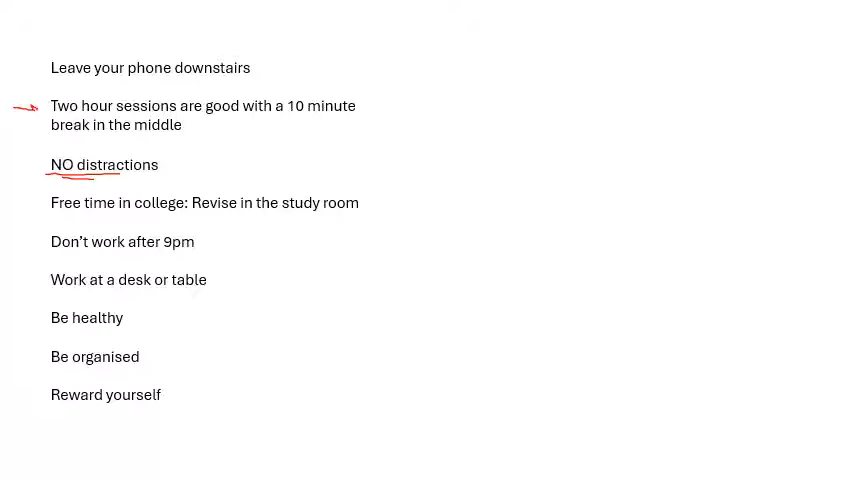 Leave your phone downstairs
Two hour sessions are good with a 10 minute
break in the middle
NO distractions
Free time in college: Revise in the study room
Don’t work after 9pm
Work at a desk or table
Be healthy
Be organised
Reward yourself